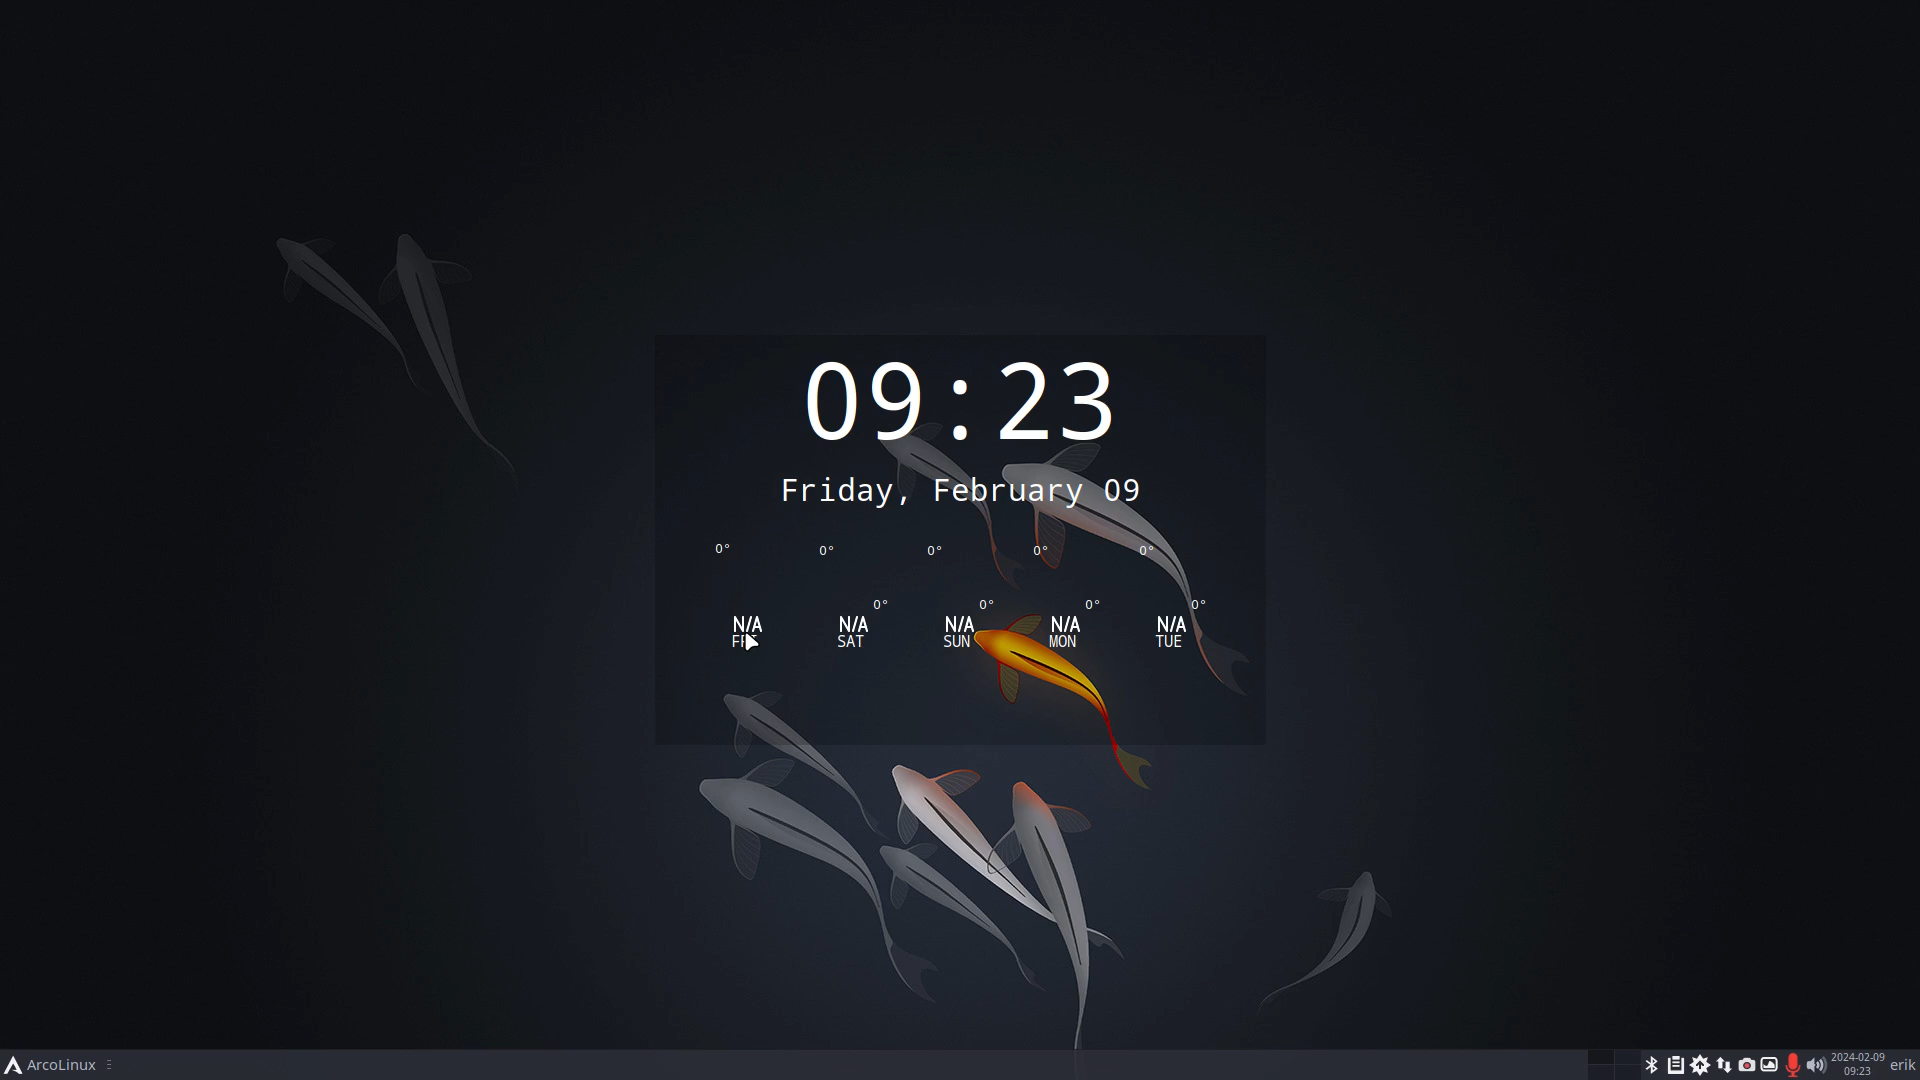 09:23
Friday, February 09
0° 0° 0° 0° 0°
0° 0° 0° 0°
N/A N/A N/A N/A N/A
SAT SUN MON TUE
ArcoLinux
2024-02-09
09:23
erik